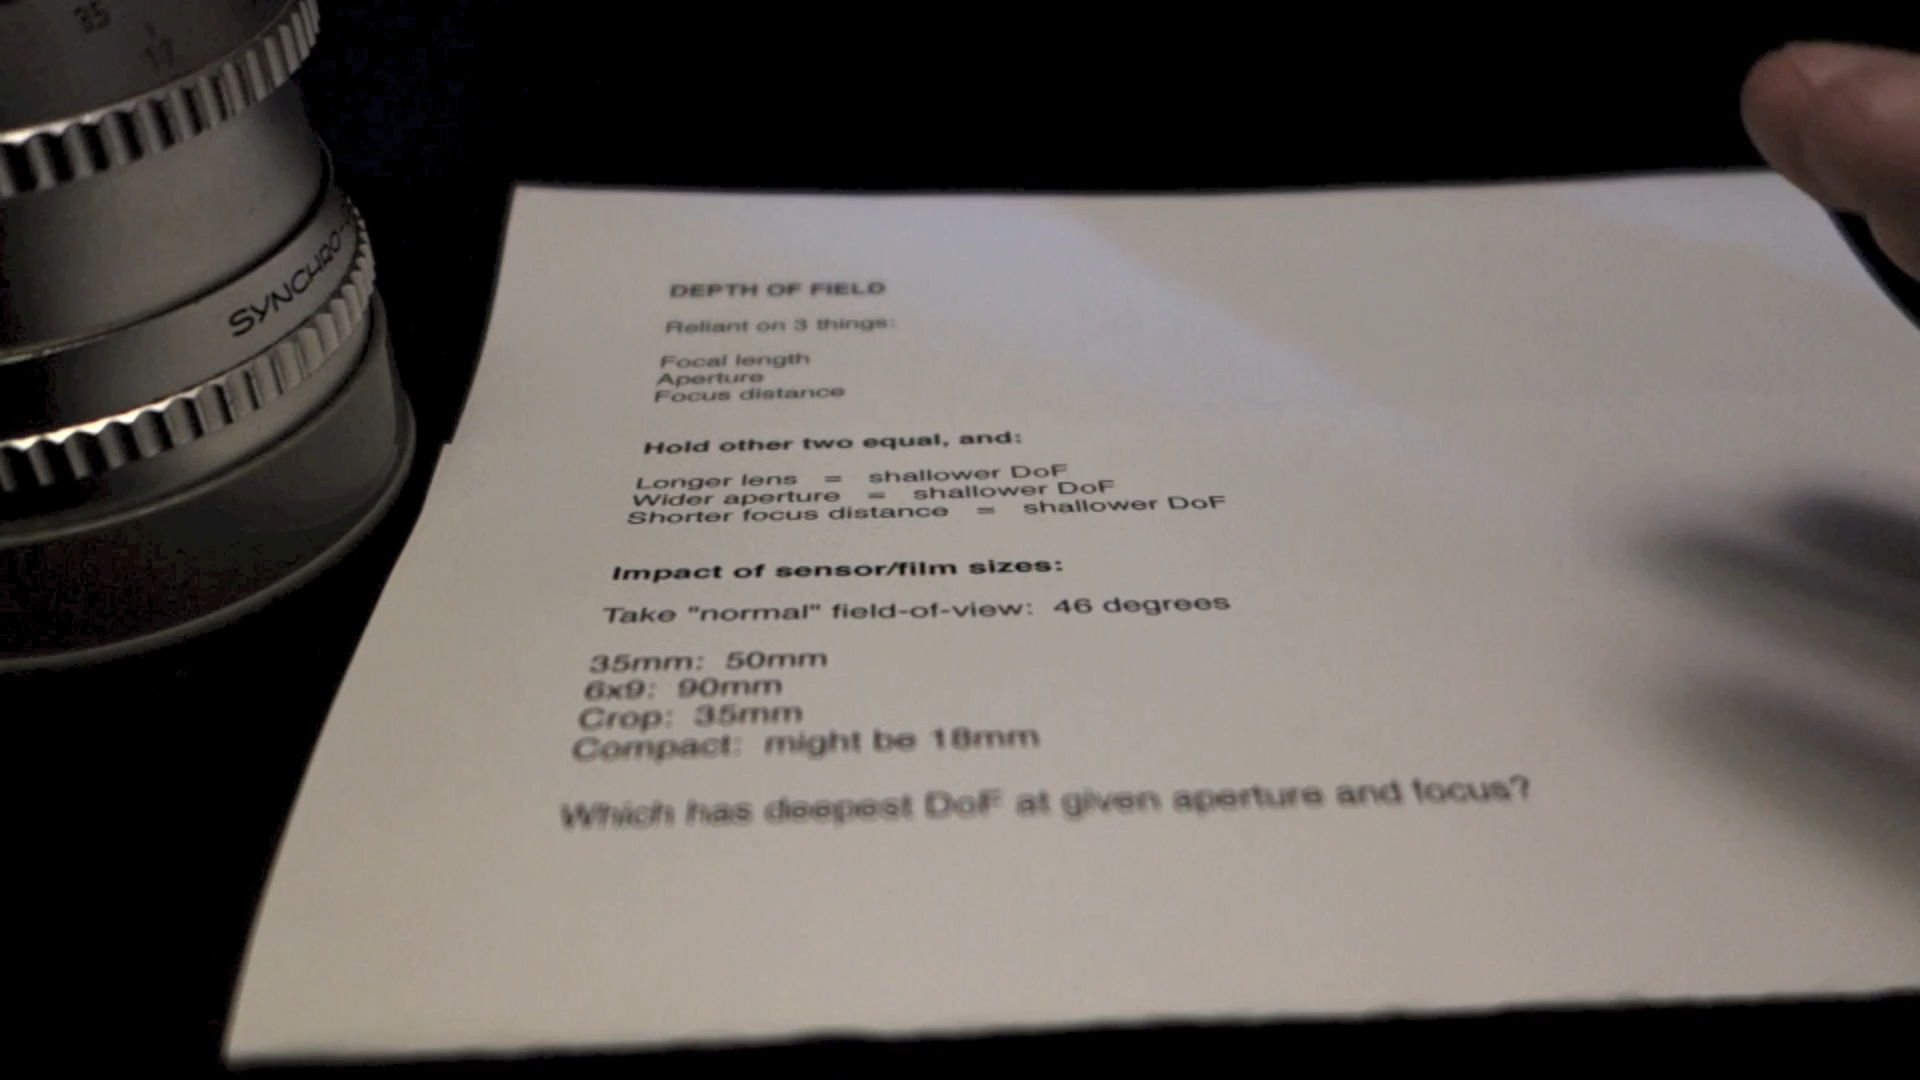 35
17
SYNCHRO-
DEPTH OF FIELD
Reliant on 3 things:
Focal length
Aperture
Focus distance
Hold other two equal, and:
Longer lens = shallower DoF
Wider aperture = shallower DoF
Shorter focus distance = shallower DoF
Impact of sensor/film sizes:
Take "normal" field-of-view: 46 degrees
35mm: 50mm
6x9: 90mm
Crop: 35mm
Compact: might be 18mm
Which has deepest DoF at given aperture and focus?